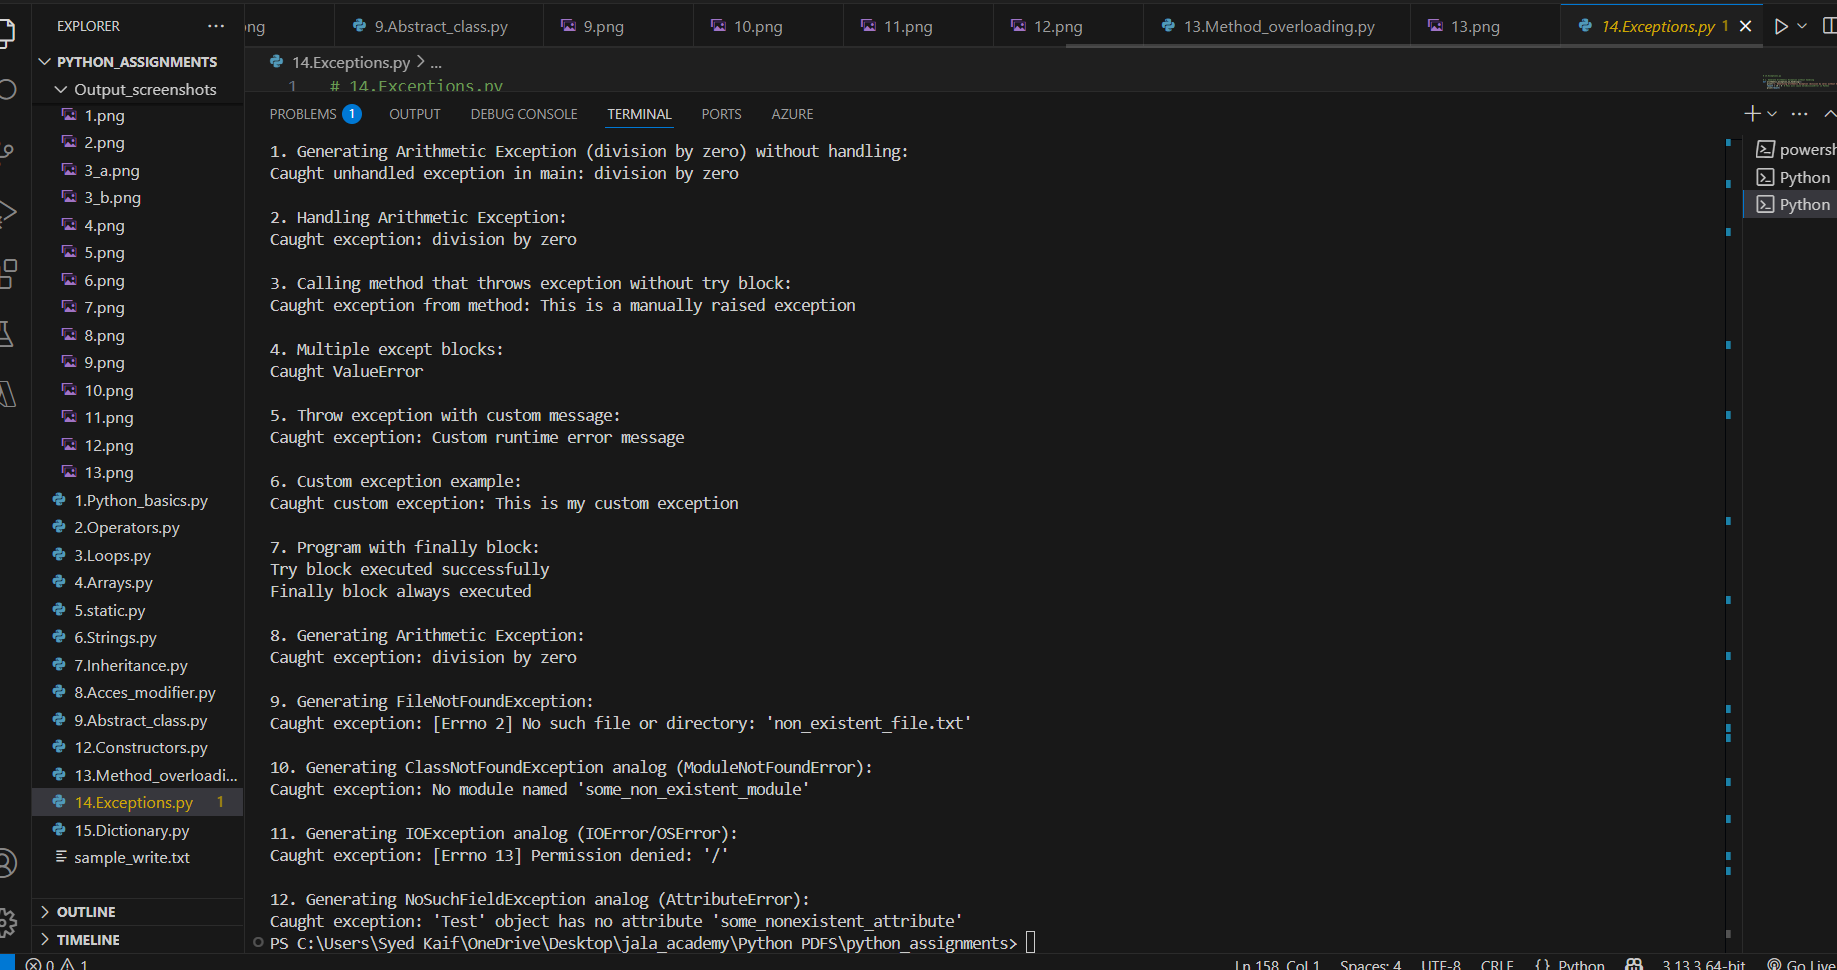 EXPLORER
PYTHON_ASSIGNMENTS
Output_screenshots
1.png
2.png
3_a.png
3_b.png
4.png
5.png
6.png
7.png
8.png
9.png
10.png
11.png
12.png
13.png
1.Python_basics.py
2.Operators.py
3.Loops.py
4.Arrays.py
5.static.py
6.Strings.py
7.Inheritance.py
8.Acces_modifier.py
9.Abstract_class.py
12.Constructors.py
13.Method_overloadi...
14.Exceptions.py 1
15.Dictionary.py
sample_write.txt
OUTLINE
TIMELINE
ng 9.Abstract_class.py 9.png 10.png 11.png 12.png 13.Method_overloading.py 13.png 14.Exceptions.py 1
14.Exceptions.py > ...
1 # 14.Exceptions.py
PROBLEMS 1 OUTPUT DEBUG CONSOLE TERMINAL PORTS AZURE
1. Generating Arithmetic Exception (division by zero) without handling:
Caught unhandled exception in main: division by zero
2. Handling Arithmetic Exception:
Caught exception: division by zero
3. Calling method that throws exception without try block:
Caught exception from method: This is a manually raised exception
4. Multiple except blocks:
Caught ValueError
5. Throw exception with custom message:
Caught exception: Custom runtime error message
6. Custom exception example:
Caught custom exception: This is my custom exception
7. Program with finally block:
Try block executed successfully
Finally block always executed
8. Generating Arithmetic Exception:
Caught exception: division by zero
9. Generating FileNotFoundException:
Caught exception: [Errno 2] No such file or directory: 'non_existent_file.txt'
10. Generating ClassNotFoundException analog (ModuleNotFoundError):
Caught exception: No module named 'some_non_existent_module'
11. Generating IOException analog (IOError/OSError):
Caught exception: [Errno 13] Permission denied: '/'
12. Generating NoSuchFieldException analog (AttributeError):
Caught exception: 'Test' object has no attribute 'some_nonexistent_attribute'
PS C:\Users\Syed Kaif\OneDrive\Desktop\jala_academy\Python PDFS\python_assignments>
powersh
Python
Python
0 1 Ln 158, Col 1 Spaces: 4 UTF-8 CRLF {} Python 3.13.3 64-bit Go Live